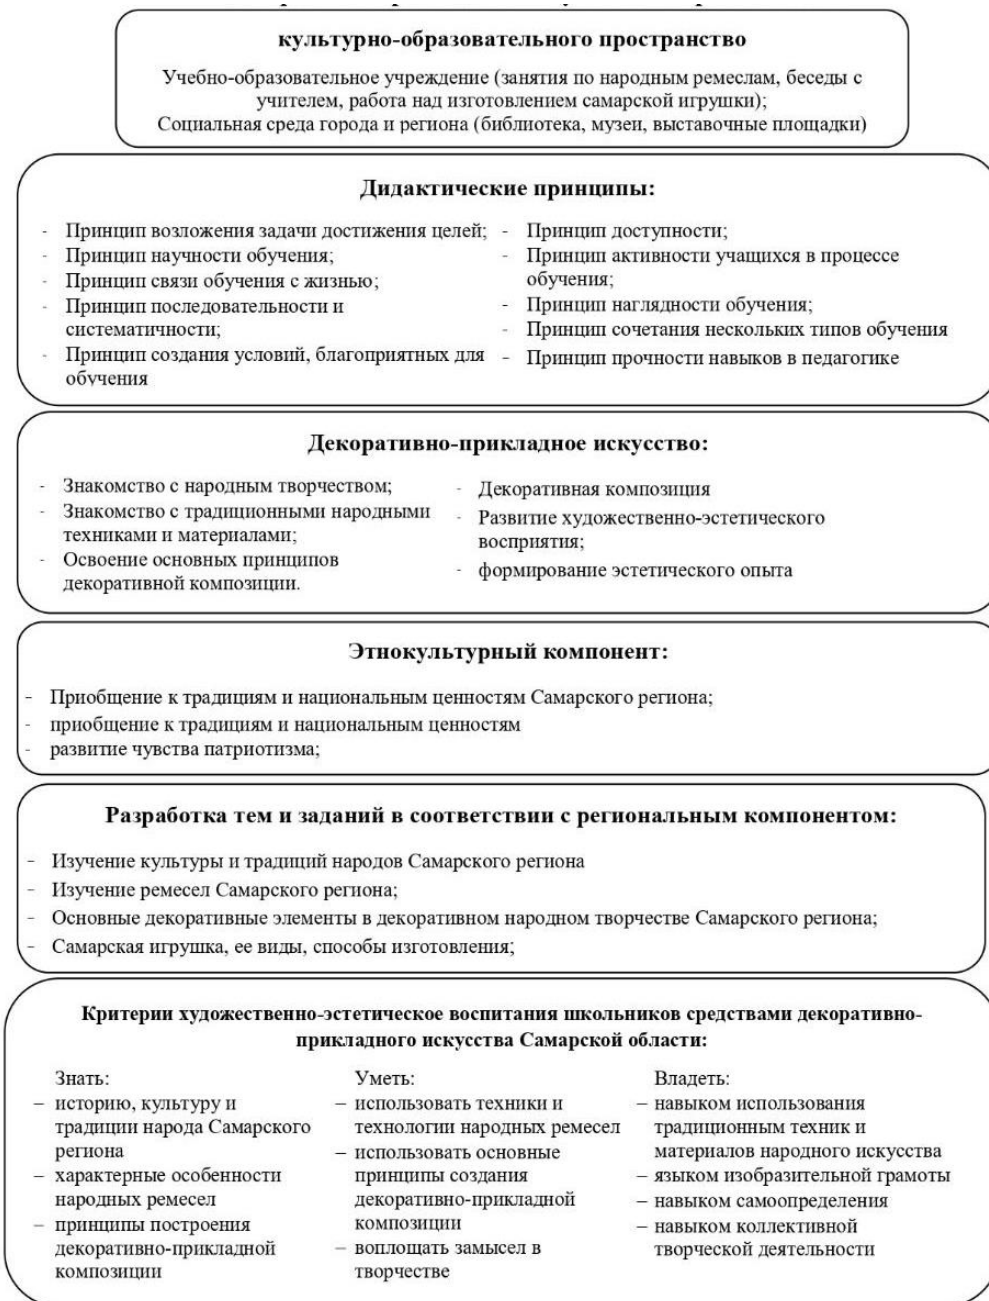 культурно-образовательного пространство
Учебно-образовательное учреждение (занятия по народным ремеслам, беседы с
учителем, работа над изготовлением самарской игрушки);
Социальная среда города и региона (библиотека, музеи, выставочные площадки)
Дидактические принципы:
- Принцип возложения задачи достижения целей;
- Принцип научности обучения;
- Принцип связи обучения с жизнью;
- Принцип последовательности и
систематичности;
- Принцип создания условий, благоприятных для
обучения
- Принцип доступности;
- Принцип активности учащихся в процессе
обучения;
- Принцип наглядности обучения;
- Принцип сочетания нескольких типов обучения
- Принцип прочности навыков в педагогике
Декоративно-прикладное искусство:
- Знакомство с народным творчеством;
- Знакомство с традиционными народными
техниками и материалами;
- Освоение основных принципов
декоративной композиции.
- Декоративная композиция
- Развитие художественно-эстетического
восприятия;
- формирование эстетического опыта
Этнокультурный компонент:
- Приобщение к традициям и национальным ценностям Самарского региона;
- приобщение к традициям и национальным ценностям
- развитие чувства патриотизма;
Разработка тем и заданий в соответствии с региональным компонентом:
- Изучение культуры и традиций народов Самарского региона
- Изучение ремесел Самарского региона;
- Основные декоративные элементы в декоративном народном творчестве Самарского региона;
- Самарская игрушка, ее виды, способы изготовления;
Критерии художественно-эстетическое воспитания школьников средствами декоративно-
прикладного искусства Самарской области:
Знать:
– историю, культуру и
традиции народа Самарского
региона
– характерные особенности
народных ремесел
– принципы построения
декоративно-прикладной
композиции
Уметь:
– использовать техники и
технологии народных ремесел
– использовать основные
принципы создания
декоративно-прикладной
композиции
– воплощать замысел в
творчестве
Владеть:
– навыком использования
традиционным техник и
материалов народного искусства
– языком изобразительной грамоты
– навыком самоопределения
– навыком коллективной
творческой деятельности